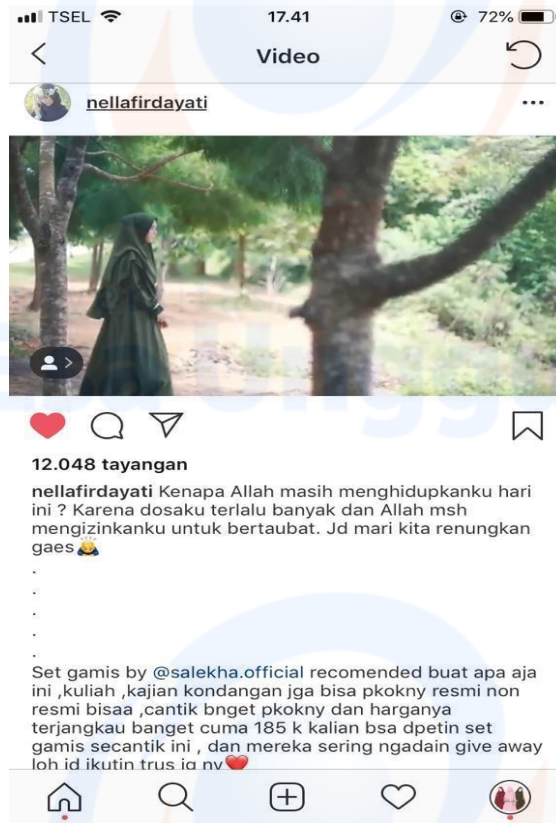 TSEL 17.41 72%
Video
nellafirdayati
12.048 tayangan
nellafirdayati Kenapa Allah masih menghidupkanku hari
ini ? Karena dosaku terlalu banyak dan Allah msh
mengizinkanku untuk bertaubat. Jd mari kita renungkan
gaes🙇
.
.
.
.
.
Set gamis by @salekha.official recomended buat apa aja
ini ,kuliah ,kajian kondangan jga bisa pkokny resmi non
resmi bisaa ,cantik bnget pkokny dan harganya
terjangkau banget cuma 185 k kalian bsa dpetin set
gamis secantik ini , dan mereka sering ngadain give away
loh id ikutin trus ig ny❤️